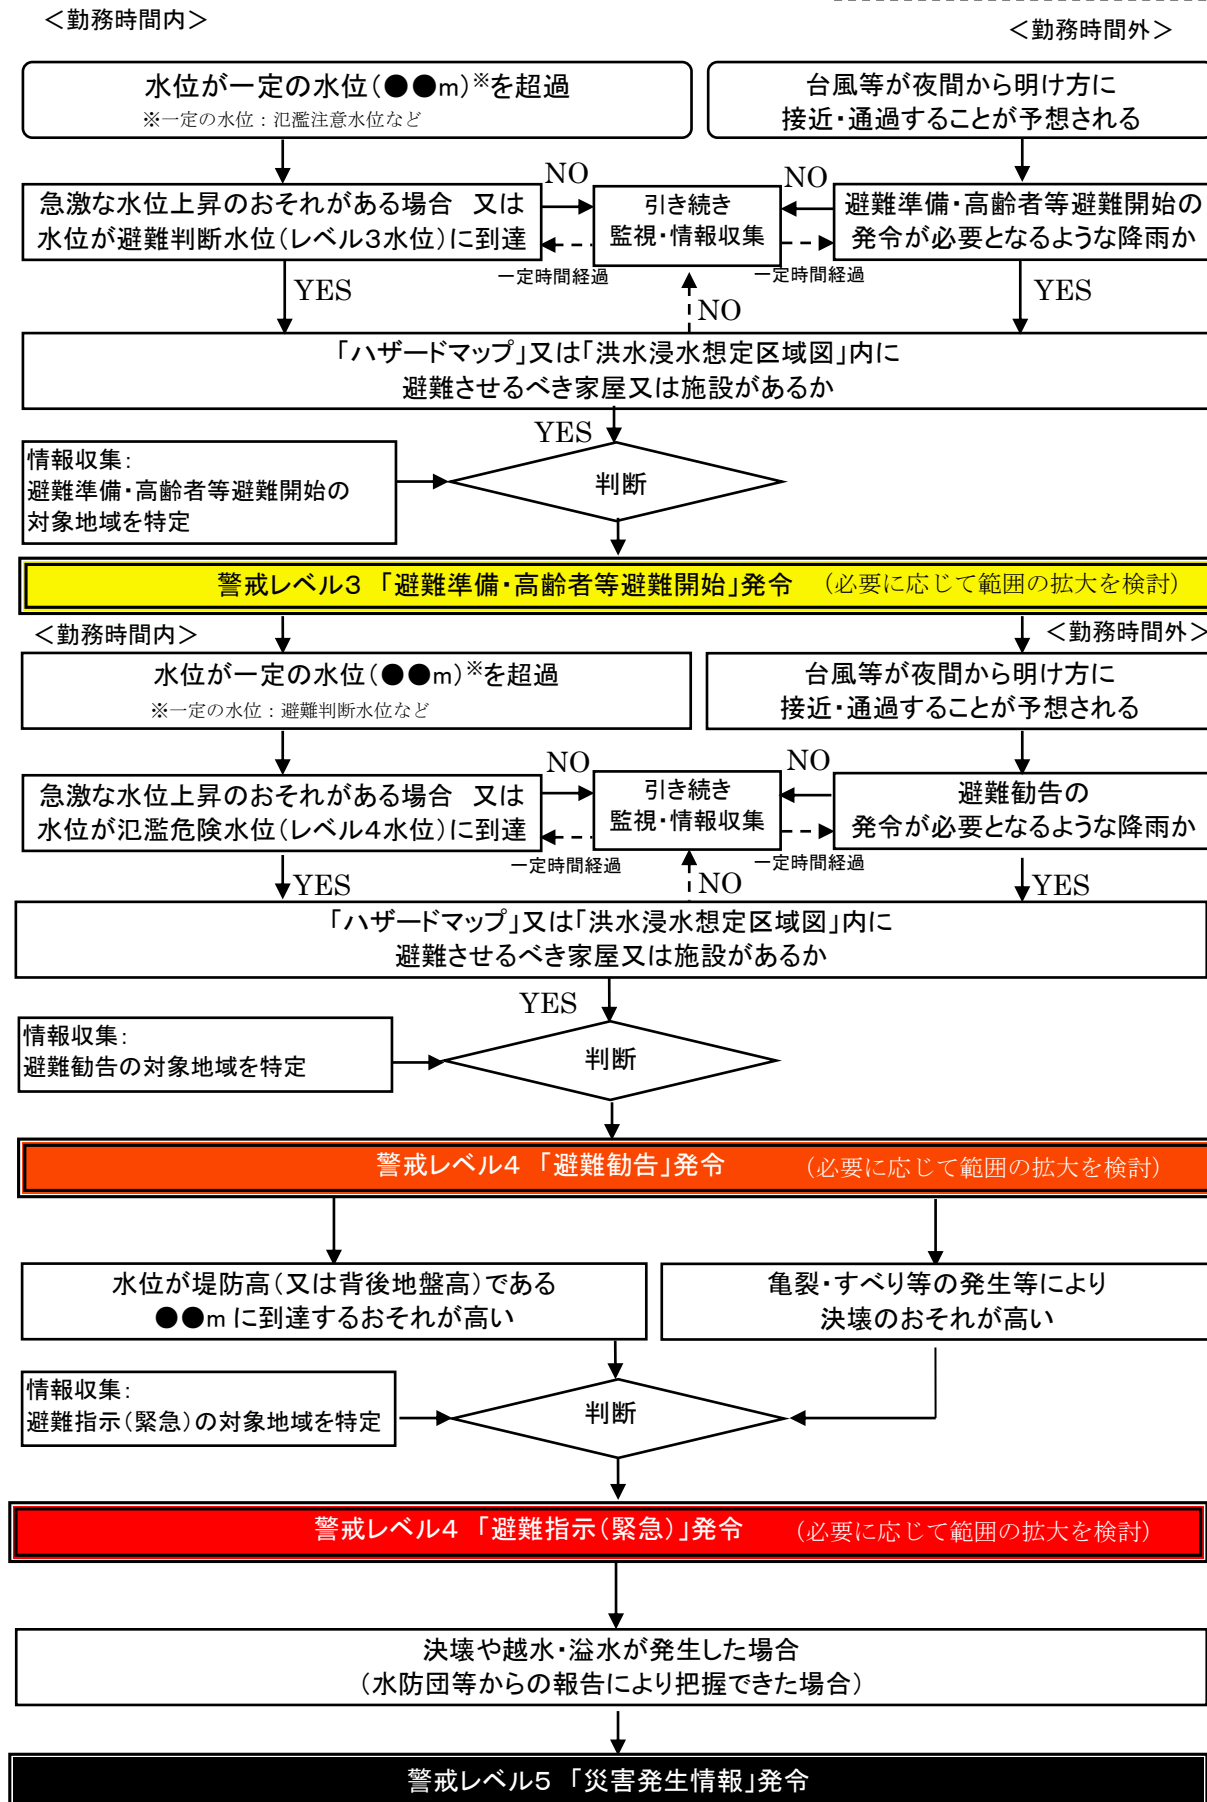 ＜勤務時間内＞
＜勤務時間外＞
水位が一定の水位(●●m)※を超過
※一定の水位：氾濫注意水位など
台風等が夜間から明け方に
接近・通過することが予想される
急激な水位上昇のおそれがある場合　又は
水位が避難判断水位(レベル３水位)に到達
NO
引き続き
監視・情報収集
NO
避難準備・高齢者等避難開始の
発令が必要となるような降雨か
一定時間経過
一定時間経過
YES
NO
YES
「ハザードマップ」又は「洪水浸水想定区域図」内に
避難させるべき家屋又は施設があるか
YES
情報収集：
避難準備・高齢者等避難開始の
対象地域を特定
判断
警戒レベル３ 「避難準備・高齢者等避難開始」発令　（必要に応じて範囲の拡大を検討）
＜勤務時間内＞
＜勤務時間外＞
水位が一定の水位(●●m)※を超過
※一定の水位：避難判断水位など
台風等が夜間から明け方に
接近・通過することが予想される
急激な水位上昇のおそれがある場合　又は
水位が氾濫危険水位(レベル４水位)に到達
NO
引き続き
監視・情報収集
NO
避難勧告の
発令が必要となるような降雨か
一定時間経過
一定時間経過
YES
NO
YES
「ハザードマップ」又は「洪水浸水想定区域図」内に
避難させるべき家屋又は施設があるか
YES
情報収集：
避難勧告の対象地域を特定
判断
警戒レベル４ 「避難勧告」発令　（必要に応じて範囲の拡大を検討）
水位が堤防高(又は背後地盤高)である
●●m に到達するおそれが高い
亀裂・すべり等の発生等により
決壊のおそれが高い
情報収集：
避難指示(緊急)の対象地域を特定
判断
警戒レベル４ 「避難指示(緊急)」発令　（必要に応じて範囲の拡大を検討）
決壊や越水・溢水が発生した場合
(水防団等からの報告により把握できた場合)
警戒レベル５ 「災害発生情報」発令